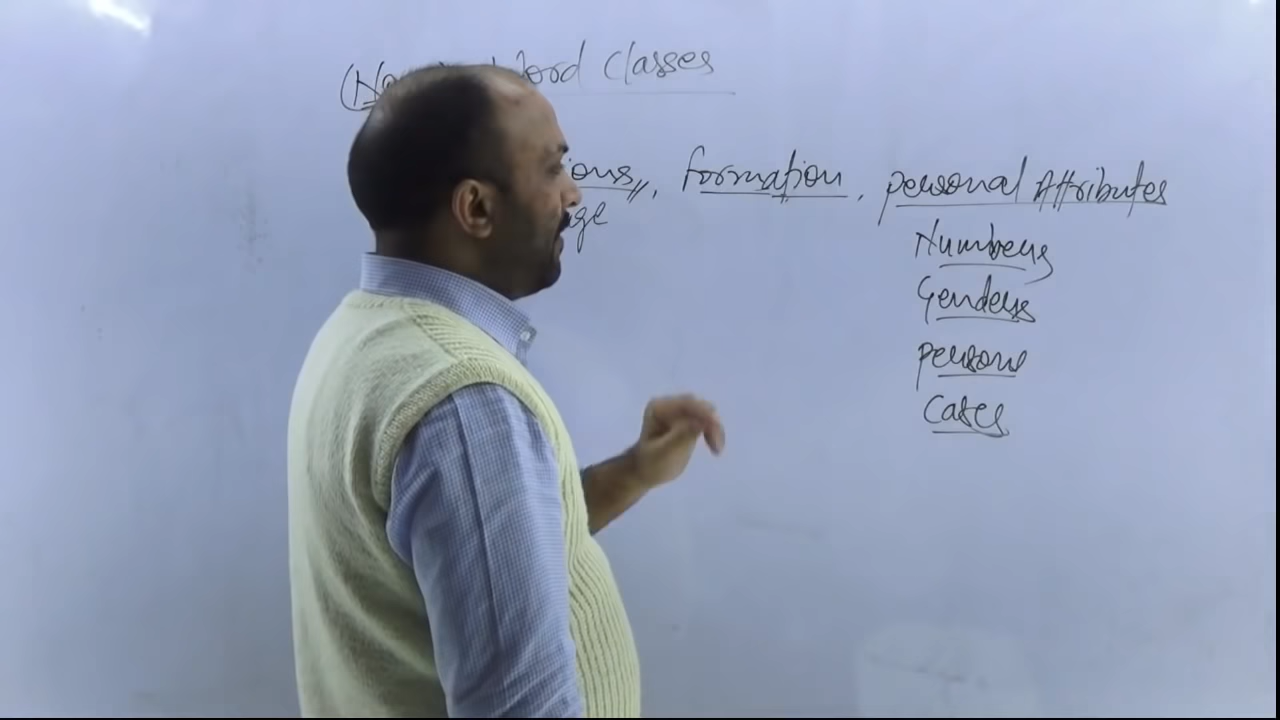 Word Classes
formation, personal Attributes
Numbers
Genders
persons
Cases